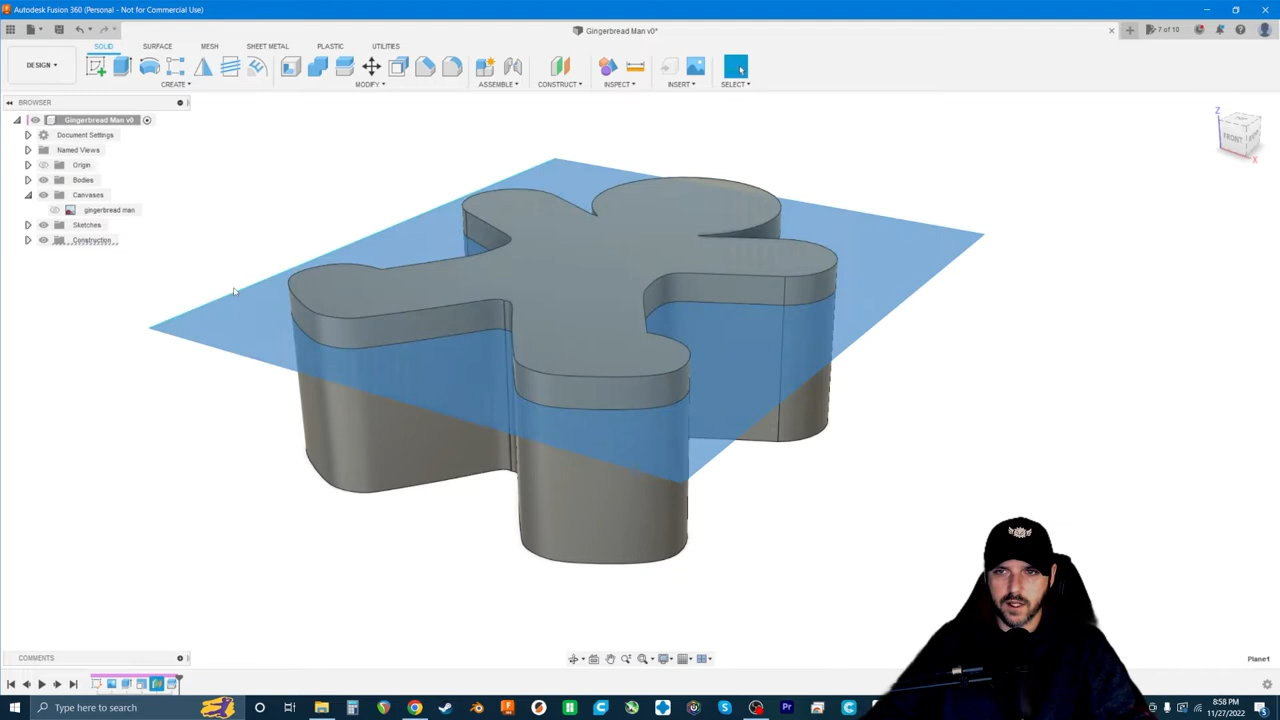 Autodesk Fusion 360 (Personal - Not for Commercial Use)
Gingerbread Man v0*
7 of 10
DESIGN
SOLID
SURFACE
MESH
SHEET METAL
PLASTIC
UTILITIES
CREATE
MODIFY
ASSEMBLE
CONSTRUCT
INSPECT
INSERT
SELECT
BROWSER
Gingerbread Man v0
Document Settings
Named Views
Origin
Bodies
Canvases
gingerbread man
Sketches
Construction
Z
FRONT
X
COMMENTS
Plane1
Type here to search
8:58 PM
11/27/2022
5